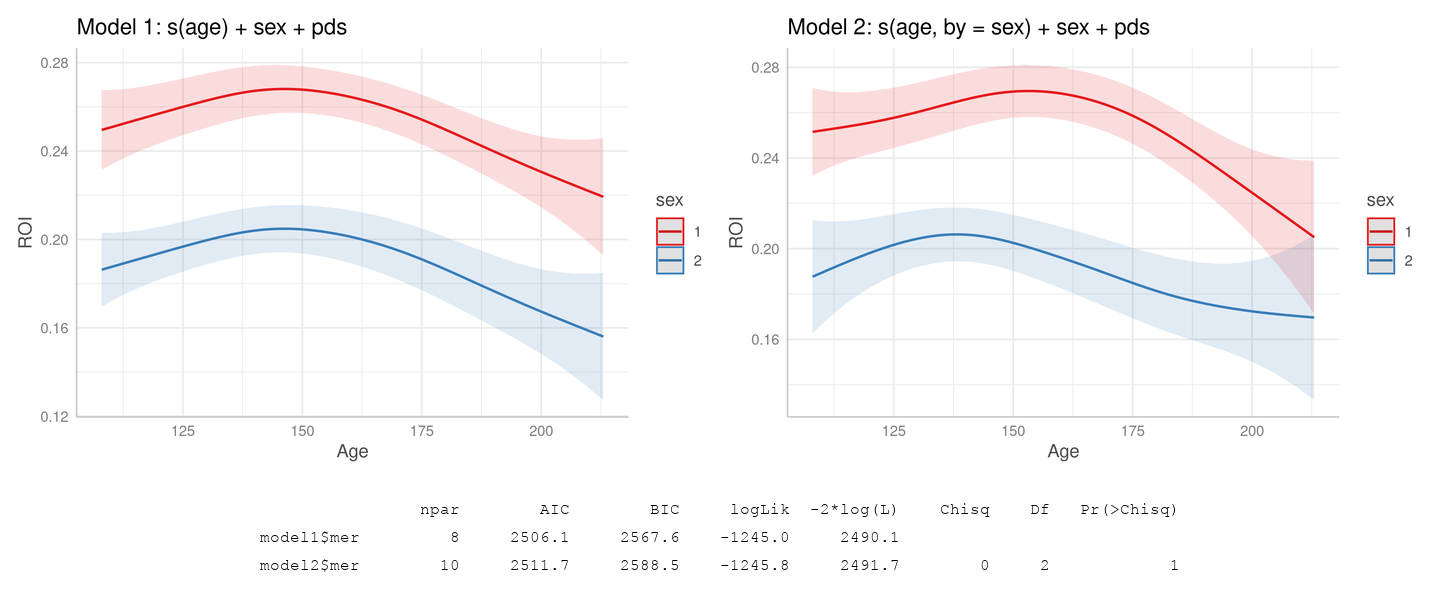 Model 1: s(age) + sex + pds
0.28
0.24
0.20
0.16
0.12
ROI
125 150 175 200
Age
sex
1
2
Model 2: s(age, by = sex) + sex + pds
0.28
0.24
0.20
0.16
ROI
125 150 175 200
Age
sex
1
2
npar AIC BIC logLik -2*log(L) Chisq Df Pr(>Chisq)
model1$mer 8 2506.1 2567.6 -1245.0 2490.1
model2$mer 10 2511.7 2588.5 -1245.8 2491.7 0 2 1